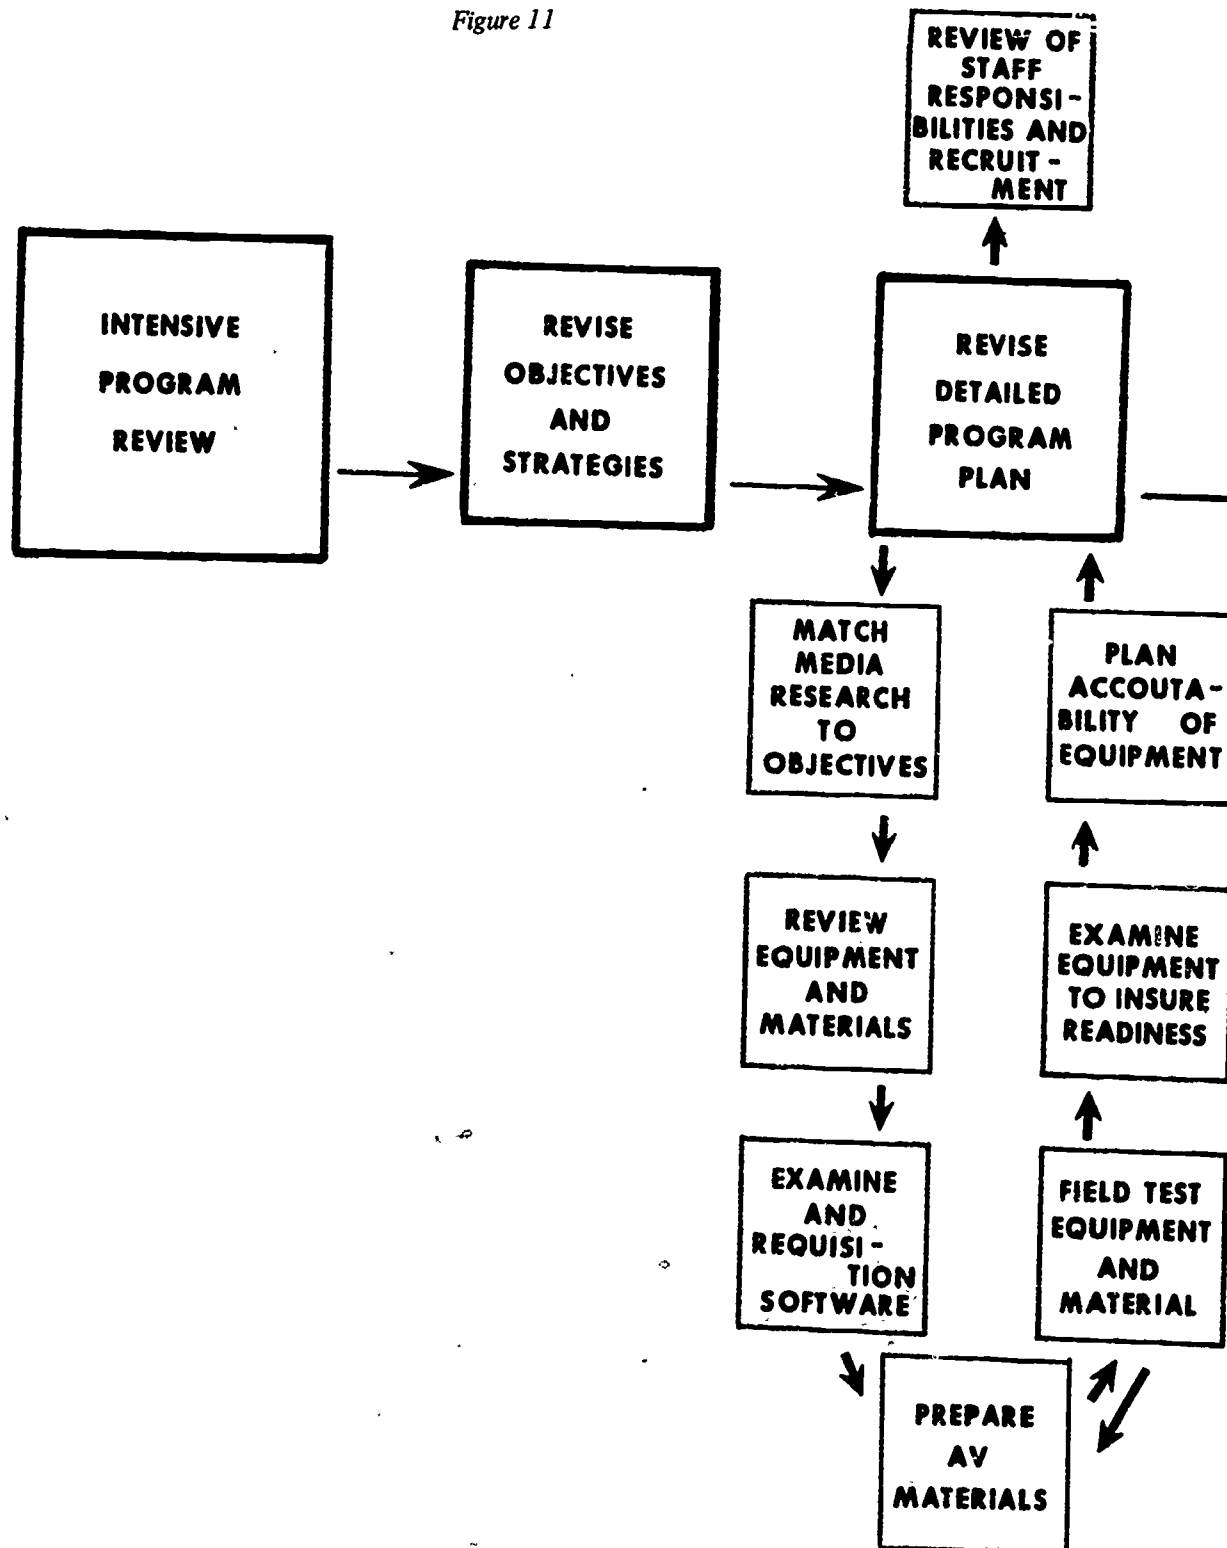 Figure 11
REVIEW OF
STAFF
RESPONSI-
BILITIES AND
RECRUIT-
MENT
INTENSIVE
PROGRAM
REVIEW
REVISE
OBJECTIVES
AND
STRATEGIES
REVISE
DETAILED
PROGRAM
PLAN
MATCH
MEDIA
RESEARCH
TO
OBJECTIVES
PLAN
ACCOUTA-
BILITY OF
EQUIPMENT
REVIEW
EQUIPMENT
AND
MATERIALS
EXAMINE
EQUIPMENT
TO INSURE
READINESS
EXAMINE
AND
REQUISI-
TION
SOFTWARE
FIELD TEST
EQUIPMENT
AND
MATERIAL
PREPARE
AV
MATERIALS